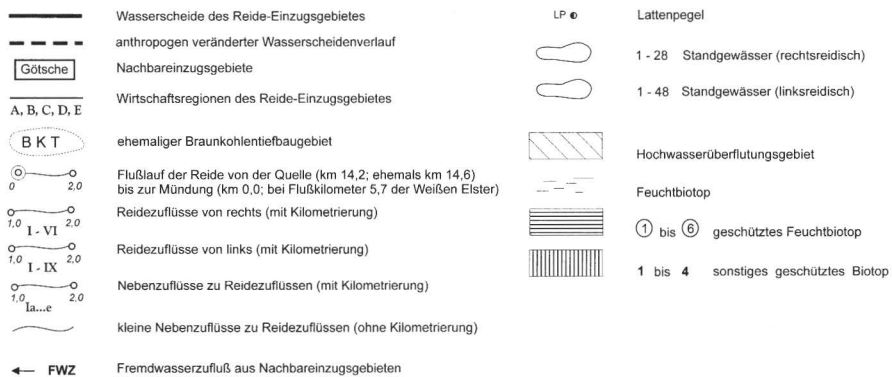 Wasserscheide des Reide-Einzugsgebietes
anthropogen veränderter Wasserscheidenverlauf
Götsche Nachbareinzugsgebiete
Wirtschaftsregionen des Reide-Einzugsgebietes
A, B, C, D, E
B K T ehemaliger Braunkohlentiefbaugebiet
Flußlauf der Reide von der Quelle (km 14,2; ehemals km 14,6)
0 2,0 bis zur Mündung (km 0,0; bei Flußkilometer 5,7 der Weißen Elster)
Reidezuflüsse von rechts (mit Kilometrierung)
1,0 I - VI 2,0
Reidezuflüsse von links (mit Kilometrierung)
1,0 I - IX 2,0
Nebenzuflüsse zu Reidezuflüssen (mit Kilometrierung)
1,0 Ia...e 2,0
kleine Nebenzuflüsse zu Reidezuflüssen (ohne Kilometrierung)
FWZ Fremdwasserzufluß aus Nachbareinzugsgebieten
LP Lattenpegel
1 - 28 Standgewässer (rechtsreidisch)
1 - 48 Standgewässer (linksreidisch)
Hochwasserüberflutungsgebiet
Feuchtbiotop
1 bis 6 geschütztes Feuchtbiotop
1 bis 4 sonstiges geschütztes Biotop